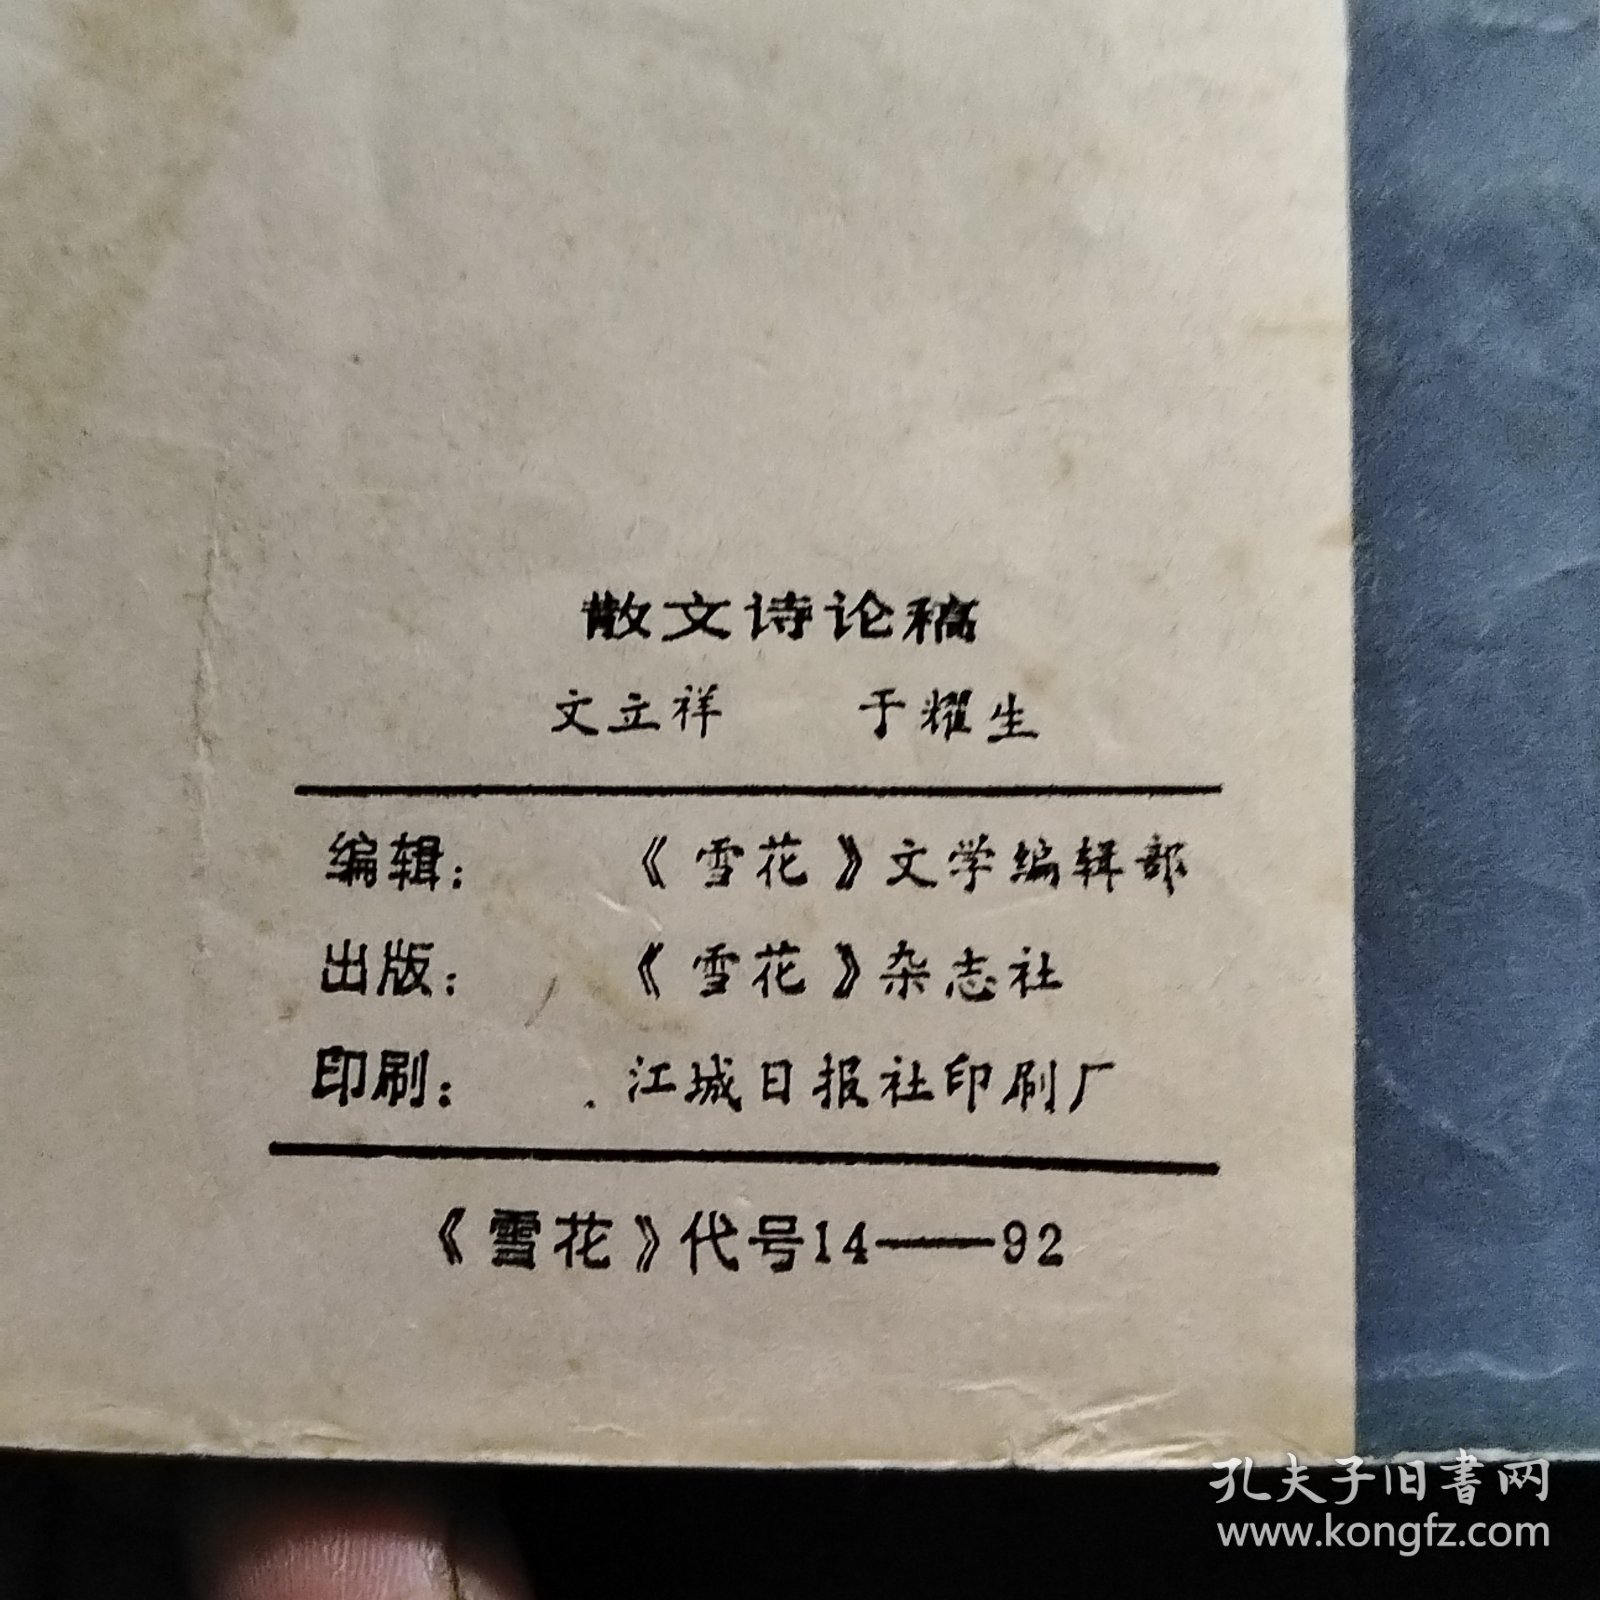 散文诗论稿
文立祥 于耀生
编辑: 《雪花》文学编辑部
出版: 《雪花》杂志社
印刷: 江城日报社印刷厂
《雪花》代号14——92
孔夫子旧书网
www.kongfz.com